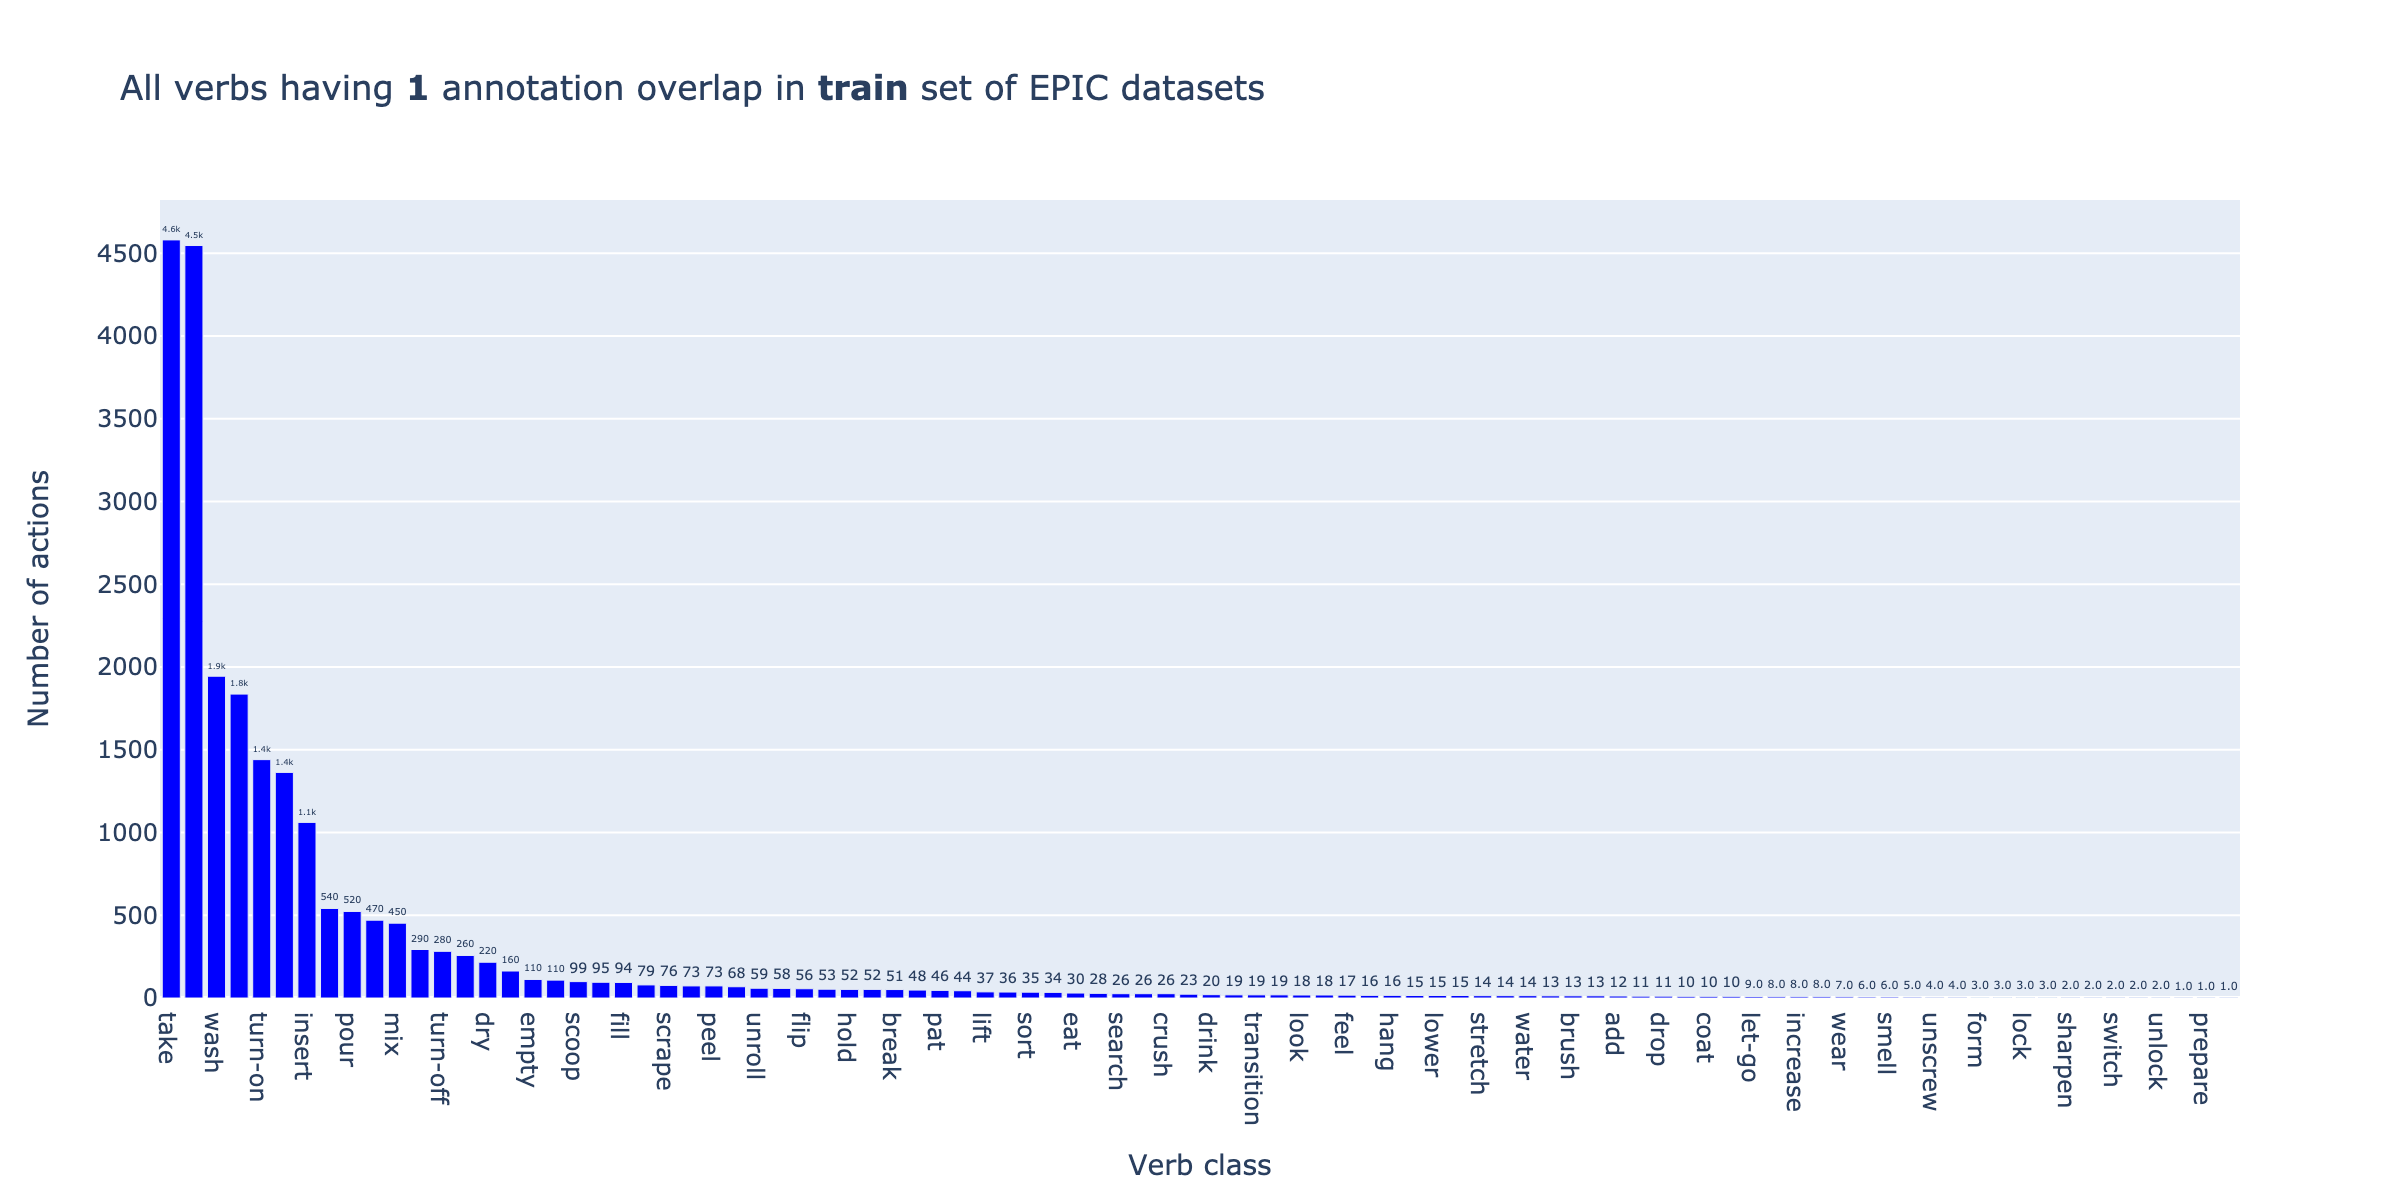 All verbs having 1 annotation overlap in train set of EPIC datasets
Number of actions
4500
4000
3500
3000
2500
2000
1500
1000
500
0
4.6k 4.5k 1.9k 1.8k 1.4k 1.4k 1.1k 540 520 470 450 290 280 260 220 160 110 110 99 95 94 79 76 73 73 68 59 58 56 53 52 52 51 48 46 44 37 36 35 34 30 28 26 26 26 23 20 19 19 19 18 18 17 16 16 15 15 15 14 14 14 13 13 13 12 11 11 10 10 10 9.0 8.0 8.0 8.0 7.0 6.0 6.0 5.0 4.0 4.0 3.0 3.0 3.0 3.0 2.0 2.0 2.0 2.0 2.0 1.0 1.0 1.0
take
wash
turn-on
insert
pour
mix
turn-off
dry
empty
scoop
fill
scrape
peel
unroll
flip
hold
break
pat
lift
sort
eat
search
crush
drink
transition
look
feel
hang
lower
stretch
water
brush
add
drop
coat
let-go
increase
wear
smell
unscrew
form
lock
sharpen
switch
unlock
prepare
Verb class